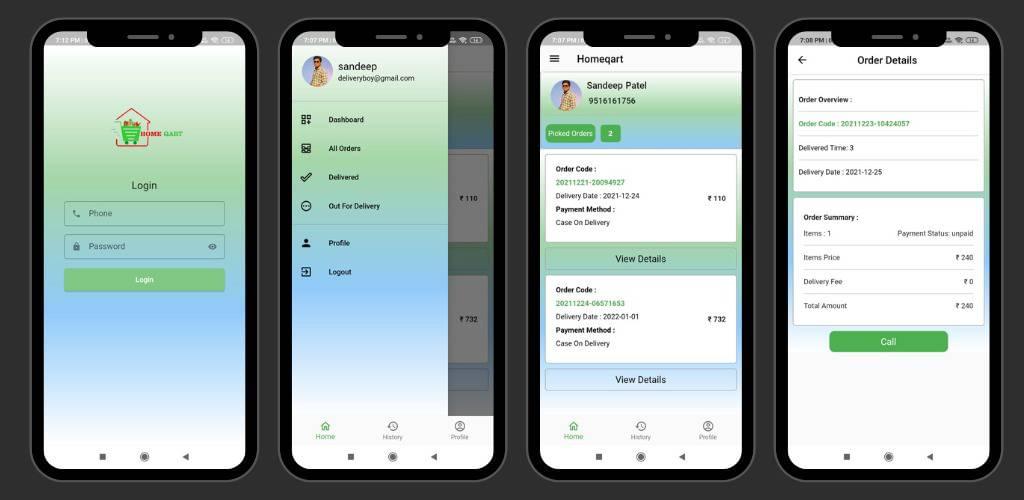 7:12 PM
HOME QART
Login
Phone
Password
Login
7:07 PM
sandeep
deliveryboy@gmail.com
Dashboard
All Orders
Delivered
Out For Delivery
Profile
Logout
₹ 110
₹ 732
Home
History
Profile
7:07 PM
Homeqart
Sandeep Patel
9516161756
Picked Orders
2
Order Code :
20211221-20094927
Delivery Date : 2021-12-24
₹ 110
Payment Method :
Case On Delivery
View Details
Order Code :
20211224-06571653
Delivery Date : 2022-01-01
₹ 732
Payment Method :
Case On Delivery
View Details
Home
History
Profile
7:08 PM
Order Details
Order Overview :
Order Code : 20211223-10424057
Delivered Time: 3
Delivery Date : 2021-12-25
Order Summary :
Items : 1
Payment Status: unpaid
Items Price
₹ 240
Delivery Fee
₹ 0
Total Amount
₹ 240
Call